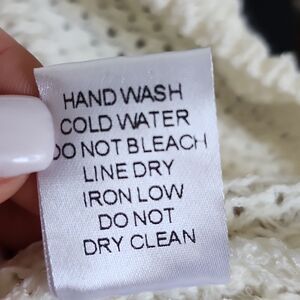 HAND WASH
COLD WATER
DO NOT BLEACH
LINE DRY
IRON LOW
DO NOT
DRY CLEAN